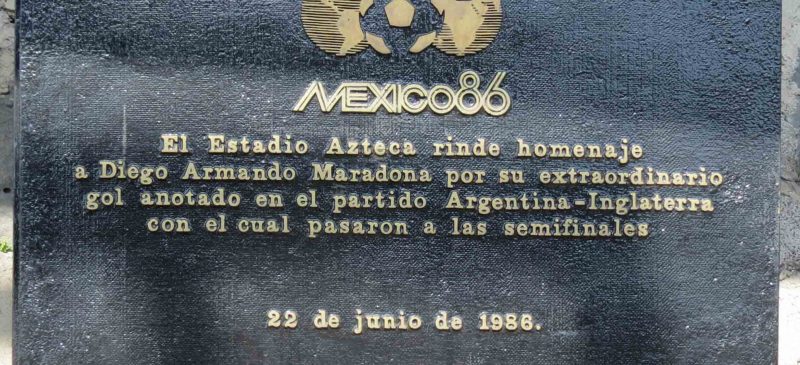 MEXICO86
El Estadio Azteca rinde homenaje
a Diego Armando Maradona por su extraordinario
gol anotado en el partido Argentina-Inglaterra
con el cual pasaron a las semifinales
22 de junio de 1986.